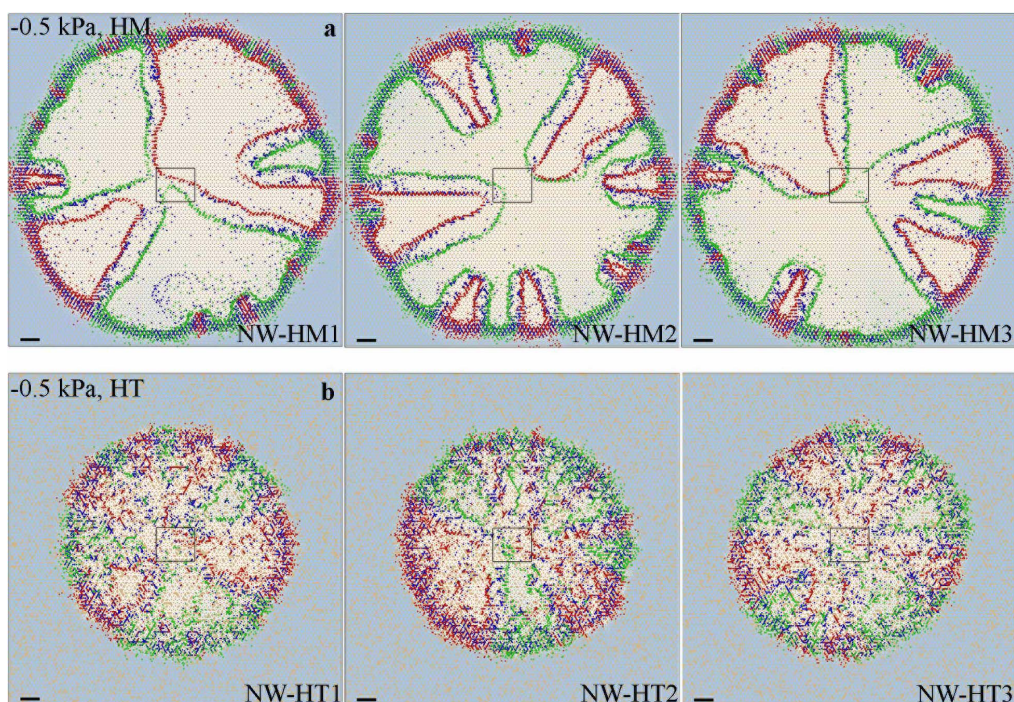 -0.5 kPa, HM
a
NW-HM1
NW-HM2
NW-HM3
-0.5 kPa, HT
b
NW-HT1
NW-HT2
NW-HT3